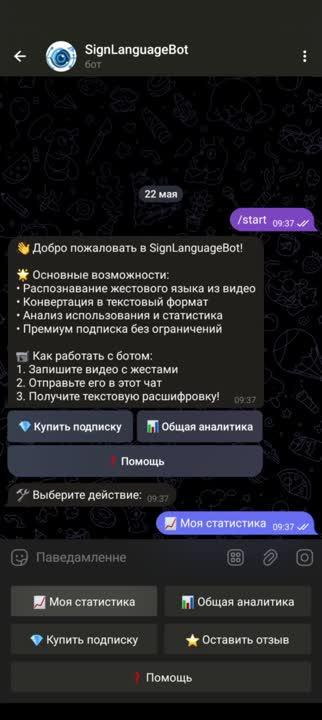 SignLanguageBot
бот
22 мая
/start 09:37
👋 Добро пожаловать в SignLanguageBot!
🌟 Основные возможности:
• Распознавание жестового языка из видео
• Конвертация в текстовый формат
• Анализ использования и статистика
• Премиум подписка без ограничений
📹 Как работать с ботом:
1. Запишите видео с жестами
2. Отправьте его в этот чат
3. Получите текстовую расшифровку! 09:37
💎 Купить подписку
📊 Общая аналитика
❓ Помощь
🛠 Выберите действие: 09:37
📈 Моя статистика 09:37
Паведамленне
📈 Моя статистика
📊 Общая аналитика
💎 Купить подписку
⭐ Оставить отзыв
❓ Помощь